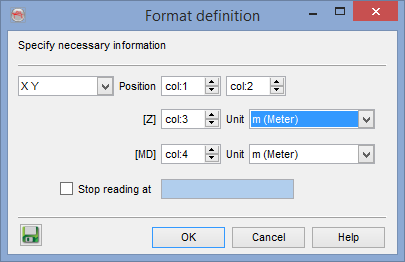 Format definition
Specify necessary information
X Y Position col:1 col:2
[Z] col:3 Unit m (Meter)
[MD] col:4 Unit m (Meter)
Stop reading at
OK Cancel Help